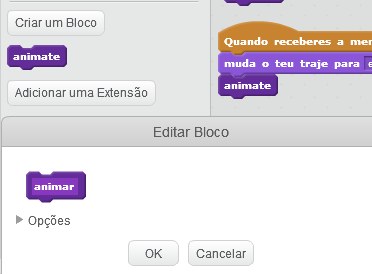 Criar um Bloco
animate
Adicionar uma Extensão
Quando receberes a
muda o teu traje para
animate
Editar Bloco
animar
Opções
OK
Cancelar